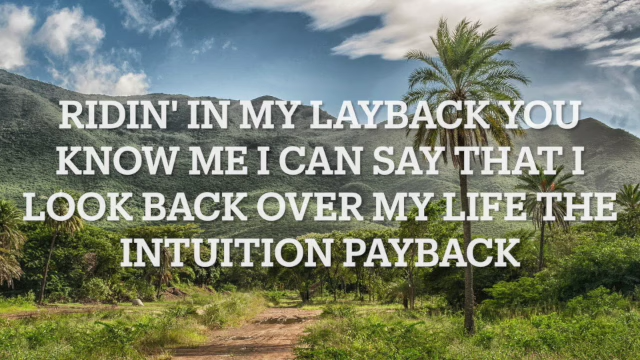 RIDIN' IN MY LAYBACK YOU
KNOW ME I CAN SAY THAT I
LOOK BACK OVER MY LIFE THE
INTUITION PAYBACK